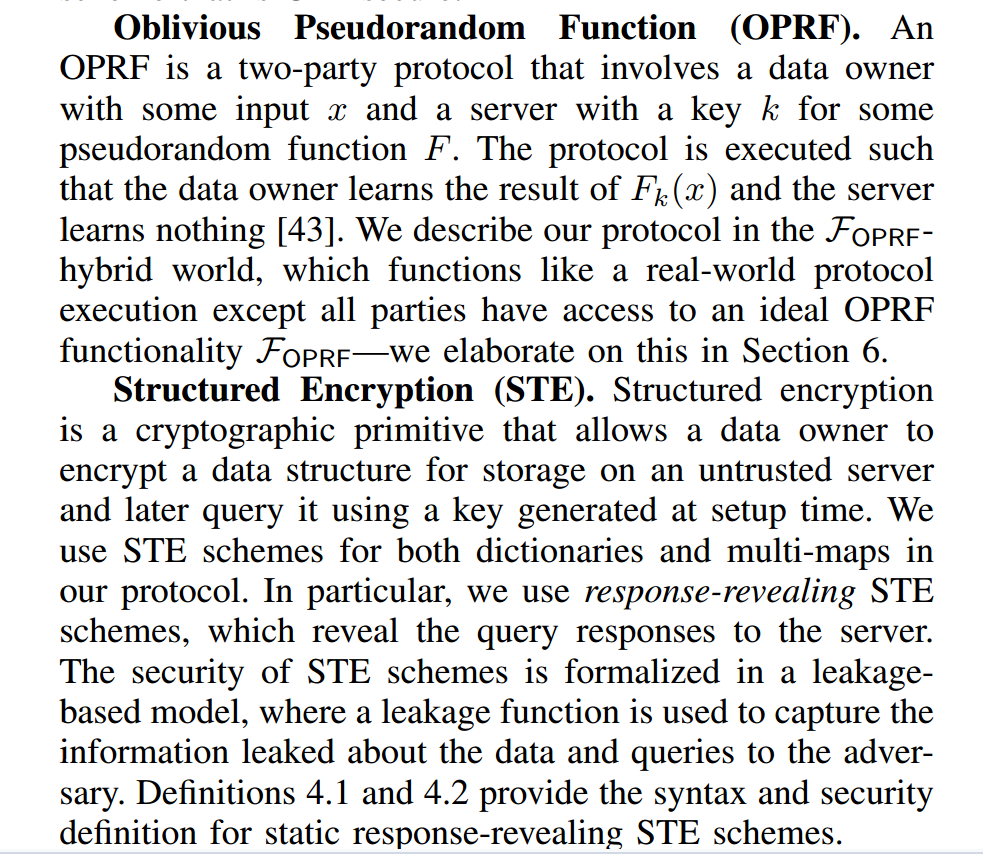 Oblivious Pseudorandom Function (OPRF). An
OPRF is a two-party protocol that involves a data owner
with some input x and a server with a key k for some
pseudorandom function F. The protocol is executed such
that the data owner learns the result of Fₖ(x) and the server
learns nothing [43]. We describe our protocol in the ℱOPRF-
hybrid world, which functions like a real-world protocol
execution except all parties have access to an ideal OPRF
functionality ℱOPRF—we elaborate on this in Section 6.
Structured Encryption (STE). Structured encryption
is a cryptographic primitive that allows a data owner to
encrypt a data structure for storage on an untrusted server
and later query it using a key generated at setup time. We
use STE schemes for both dictionaries and multi-maps in
our protocol. In particular, we use response-revealing STE
schemes, which reveal the query responses to the server.
The security of STE schemes is formalized in a leakage-
based model, where a leakage function is used to capture the
information leaked about the data and queries to the adver-
sary. Definitions 4.1 and 4.2 provide the syntax and security
definition for static response-revealing STE schemes.